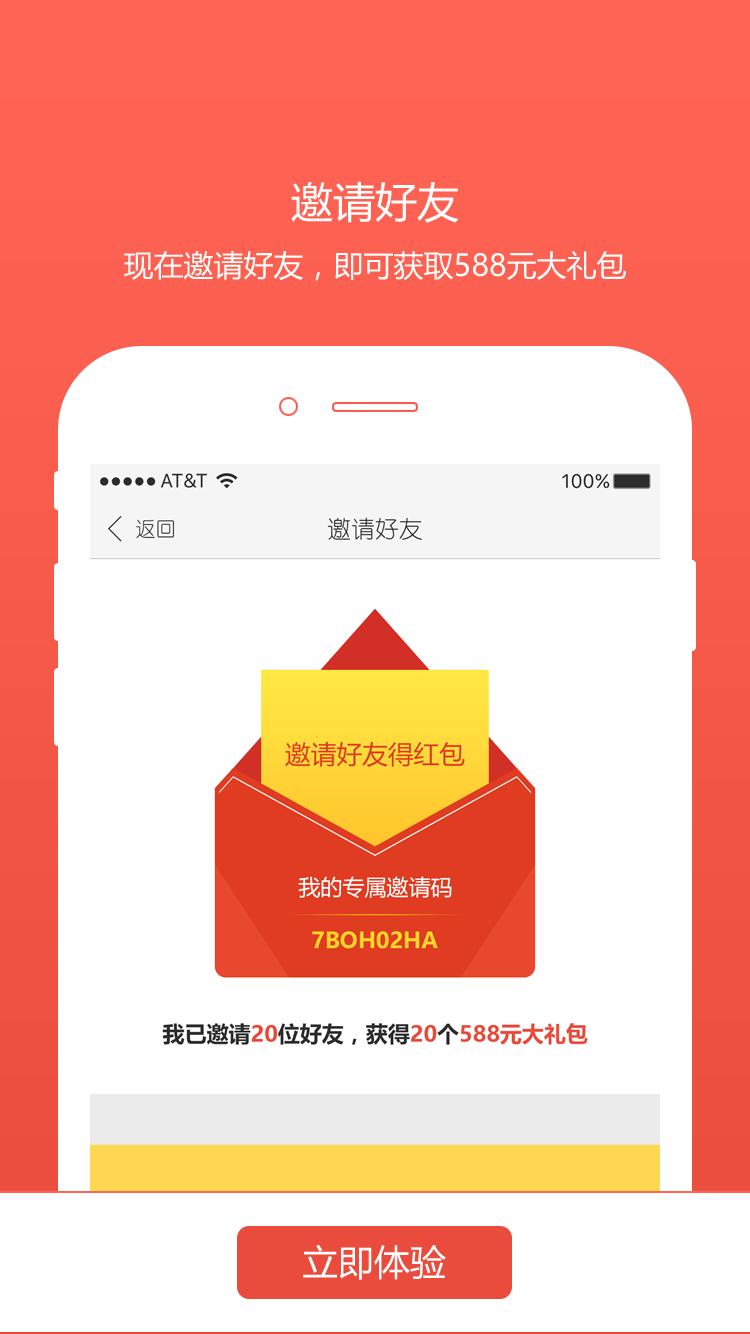 邀请好友
现在邀请好友，即可获取588元大礼包
AT&T 100%
返回 邀请好友
邀请好友得红包
我的专属邀请码
7BOH02HA
我已邀请20位好友，获得20个588元大礼包
立即体验